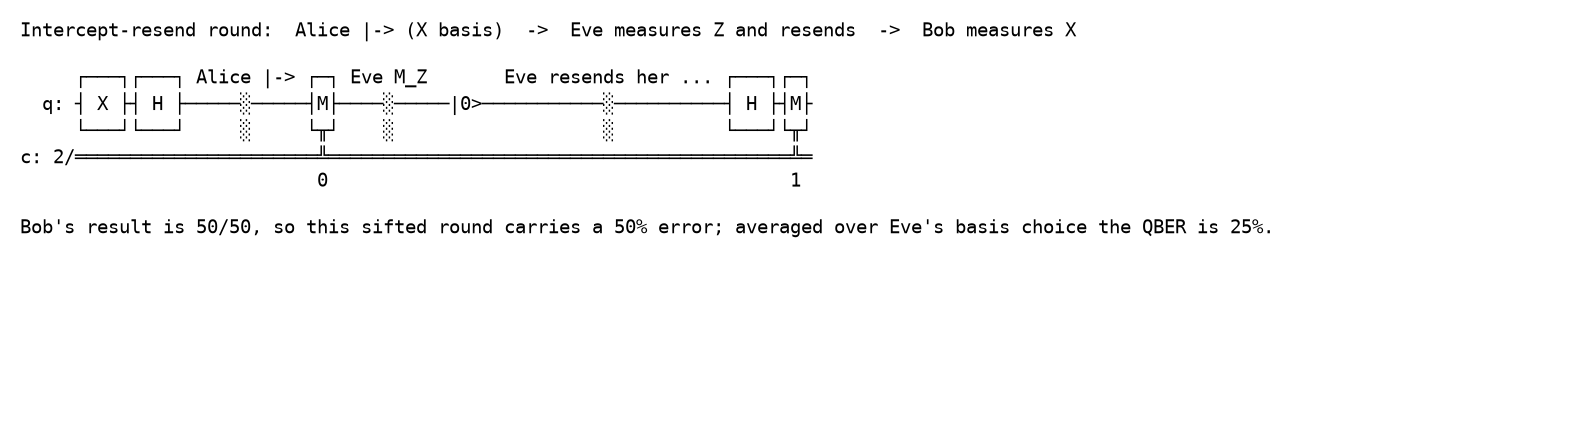 Intercept-resend round:  Alice |-> (X basis)  ->  Eve measures Z and resends  ->  Bob measures X
     ┌───┐┌───┐ Alice |-> ┌─┐ Eve M_Z       Eve resends her ... ┌───┐┌─┐
  q: ┤ X ├┤ H ├─────░─────┤M├────░─────|0>───────────░──────────┤ H ├┤M├
     └───┘└───┘     ░     └╥┘    ░                   ░          └───┘└╥┘
c: 2/══════════════════════╩══════════════════════════════════════════╩═
                           0                                          1
Bob's result is 50/50, so this sifted round carries a 50% error; averaged over Eve's basis choice the QBER is 25%.